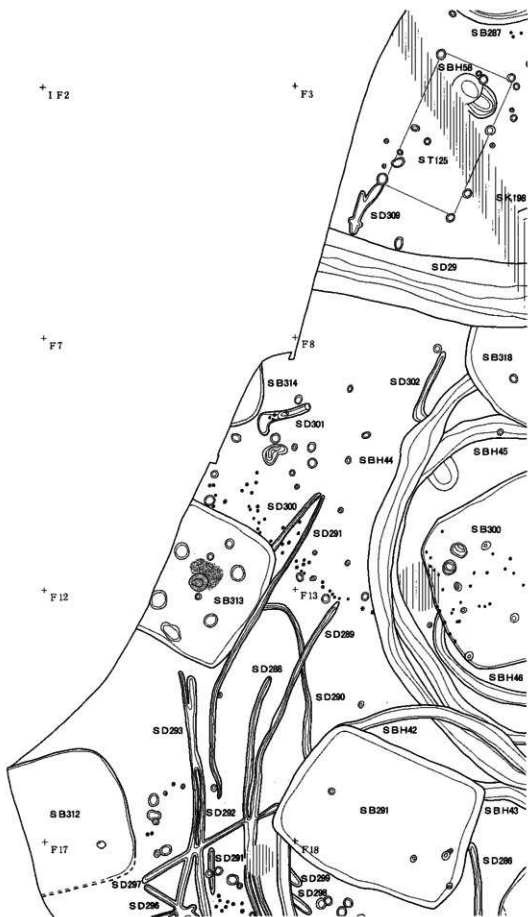 SB287
SBH58
I F2
F3
ST125
SK198
SD309
SD29
F7
F8
SB318
SB314
SD302
SD301
SBH45
SBH44
SD300
SD291
SB300
F12
F13
SB313
SD289
SD286
SBH46
SD290
SD293
SBH42
SB312
SD292
SB291
SBH43
F17
SD291
F18
SD286
SD297
SD299
SD296
SD298